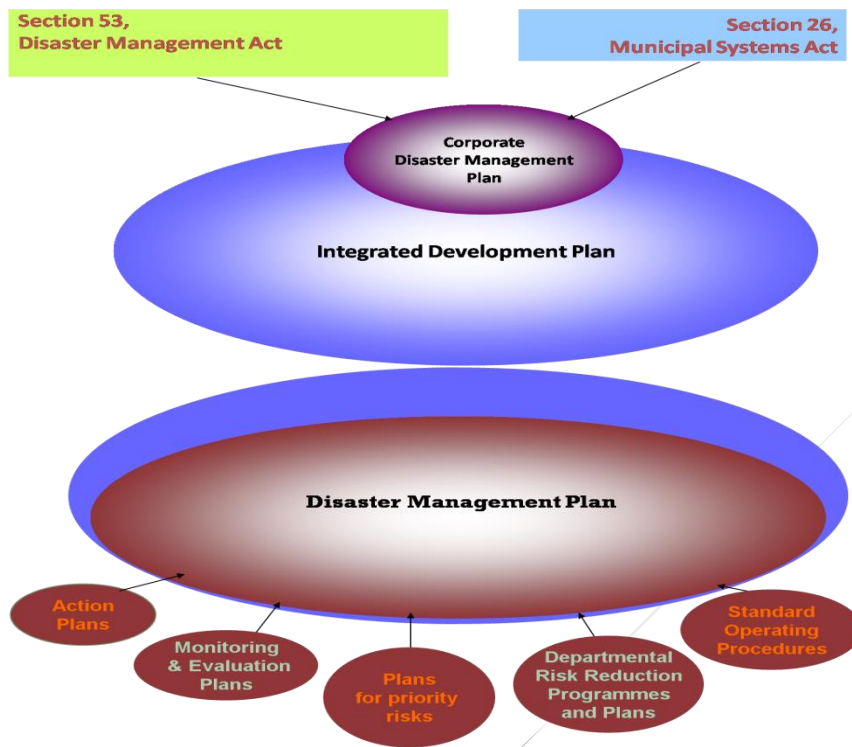 Section 53,
Disaster Management Act
Section 26,
Municipal Systems Act
Corporate
Disaster Management
Plan
Integrated Development Plan
Disaster Management Plan
Action
Plans
Monitoring
& Evaluation
Plans
Plans
for priority
risks
Departmental
Risk Reduction
Programmes
and Plans
Standard
Operating
Procedures